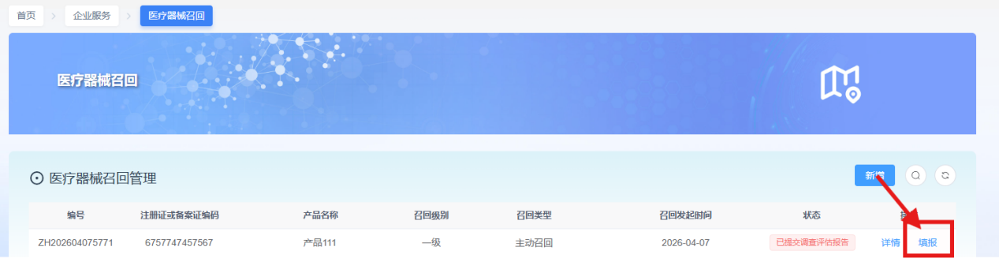 首页 > 企业服务 > 医疗器械召回
医疗器械召回
医疗器械召回管理 新增
编号 注册证或备案证编码 产品名称 召回级别 召回类型 召回发起时间 状态
ZH202604075771 6757747457567 产品111 一级 主动召回 2026-04-07 已提交调查评估报告 详情 填报